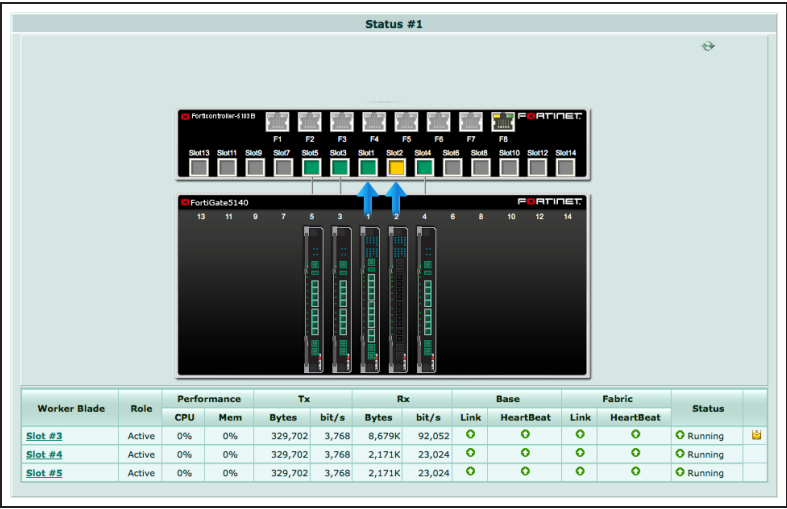 Status #1
Forticontroller-5103B
FORTINET
F1 F2 F3 F4 F5 F6 F7 F8
Slot13 Slot11 Slot9 Slot7 Slot5 Slot3 Slot1 Slot2 Slot4 Slot6 Slot8 Slot10 Slot12 Slot14
FortiGate5140
FORTINET
13 11 9 7 5 3 1 2 4 6 8 10 12 14
Worker Blade Role Performance Tx Rx Base Fabric Status
CPU Mem Bytes bit/s Bytes bit/s Link HeartBeat Link HeartBeat
Slot #3 Active 0% 0% 329,702 3,768 8,679K 92,052 Running
Slot #4 Active 0% 0% 329,702 3,768 2,171K 23,024 Running
Slot #5 Active 0% 0% 329,702 3,768 2,171K 23,024 Running